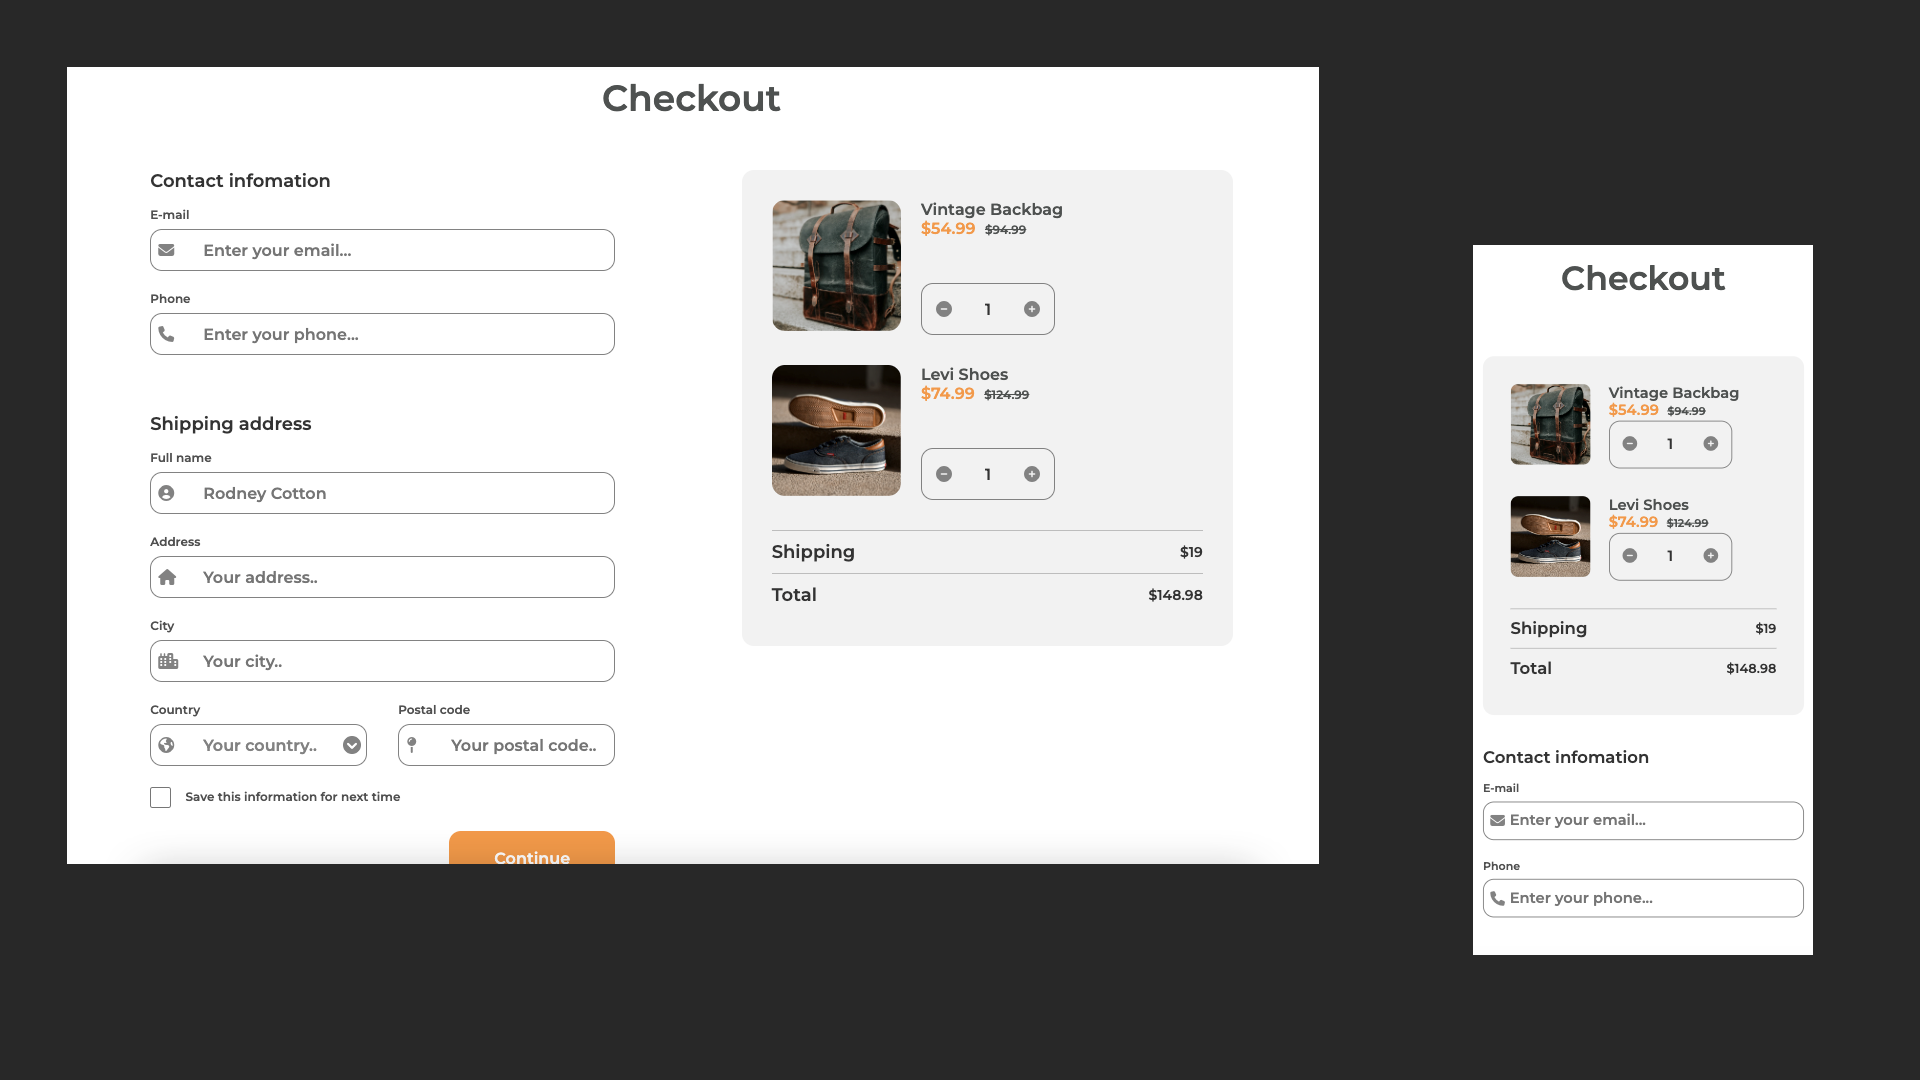 Checkout
Contact infomation
E-mail
Enter your email...
Phone
Enter your phone...
Shipping address
Full name
Rodney Cotton
Address
Your address..
City
Your city..
Country
Postal code
Your country..
Your postal code..
Save this information for next time
Continue
Vintage Backbag
$54.99 $94.99
1
Levi Shoes
$74.99 $124.99
1
Shipping $19
Total $148.98
Checkout
Vintage Backbag
$54.99 $94.99
1
Levi Shoes
$74.99 $124.99
1
Shipping $19
Total $148.98
Contact infomation
E-mail
Enter your email...
Phone
Enter your phone...